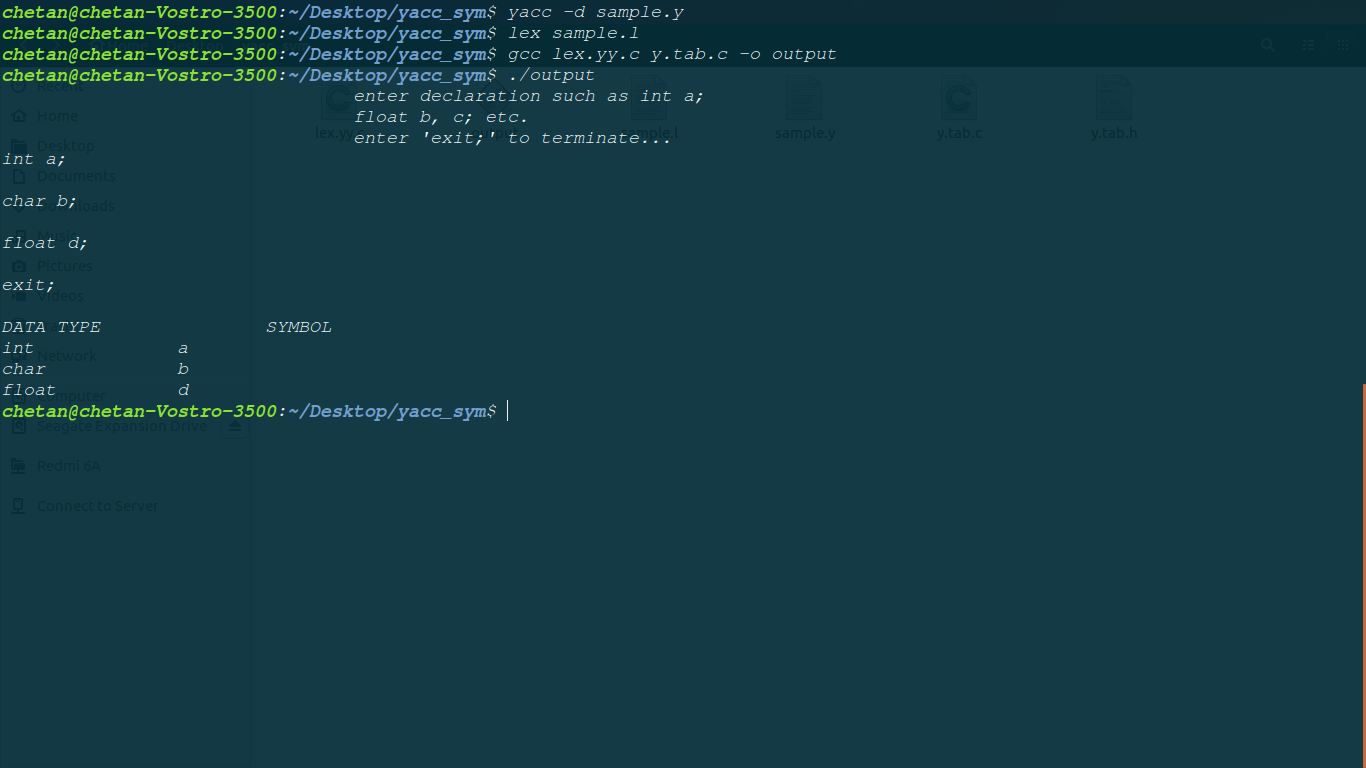 chetan@chetan-Vostro-3500:~/Desktop/yacc_sym$ yacc -d sample.y
chetan@chetan-Vostro-3500:~/Desktop/yacc_sym$ lex sample.l
chetan@chetan-Vostro-3500:~/Desktop/yacc_sym$ gcc lex.yy.c y.tab.c -o output
chetan@chetan-Vostro-3500:~/Desktop/yacc_sym$ ./output
Recent
enter declaration such as int a;
Home
float b, c; etc.
lex.yy.c output sample.l sample.y y.tab.c y.tab.h
enter 'exit;' to terminate...
Desktop
int a;
Documents
char b;
Downloads
Music
float d;
Pictures
exit;
Videos
DATA TYPE SYMBOL
int a
Network
char b
float d
Computer
chetan@chetan-Vostro-3500:~/Desktop/yacc_sym$
Seagate Expansion Drive
Redmi 6A
Connect to Server